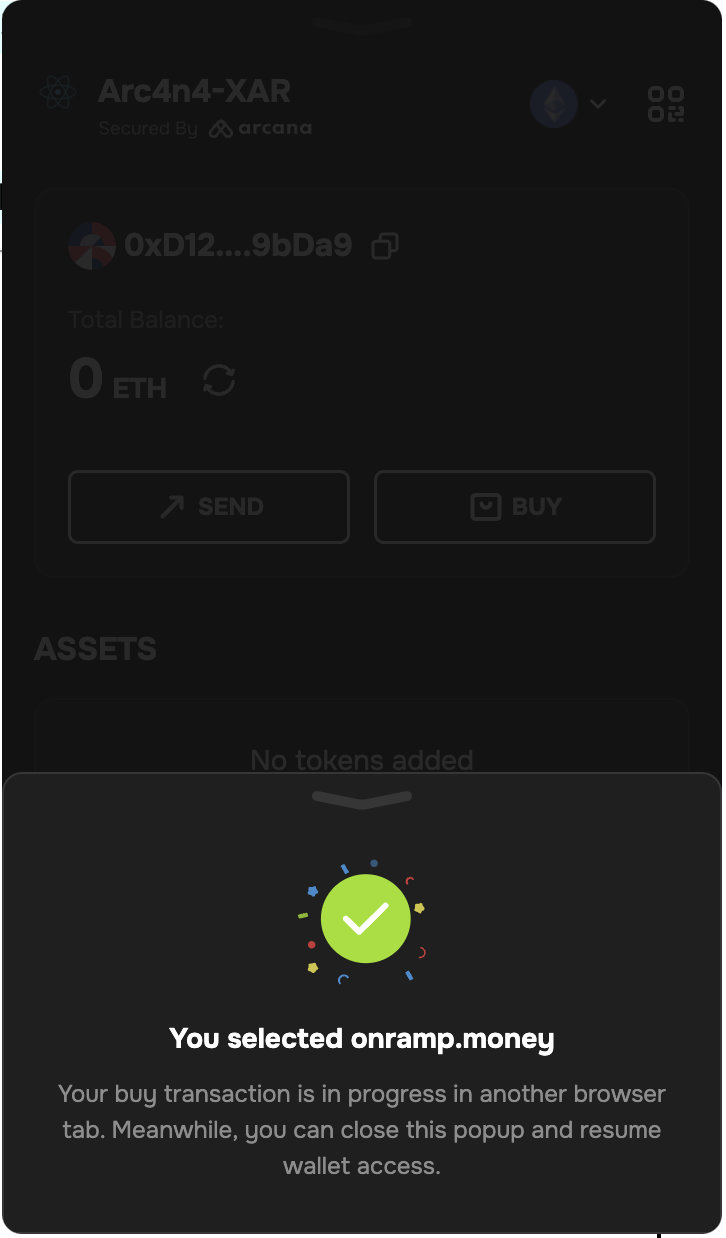 Arc4n4-XAR
Secured By arcana
0xD12....9bDa9
Total Balance:
0 ETH
SEND
BUY
ASSETS
No tokens added
You selected onramp.money
Your buy transaction is in progress in another browser
tab. Meanwhile, you can close this popup and resume
wallet access.